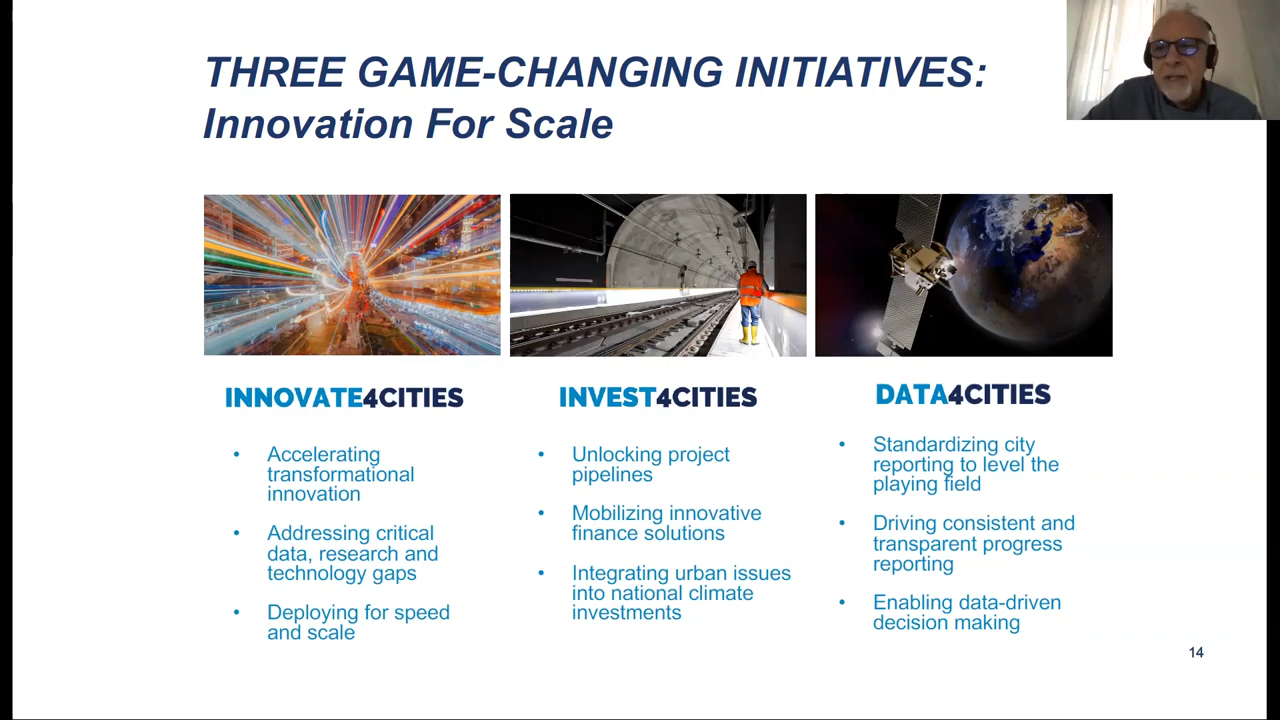 THREE GAME-CHANGING INITIATIVES:
Innovation For Scale
INNOVATE4CITIES
• Accelerating
transformational
innovation
• Addressing critical
data, research and
technology gaps
• Deploying for speed
and scale
INVEST4CITIES
• Unlocking project
pipelines
• Mobilizing innovative
finance solutions
• Integrating urban issues
into national climate
investments
DATA4CITIES
• Standardizing city
reporting to level the
playing field
• Driving consistent and
transparent progress
reporting
• Enabling data-driven
decision making
14